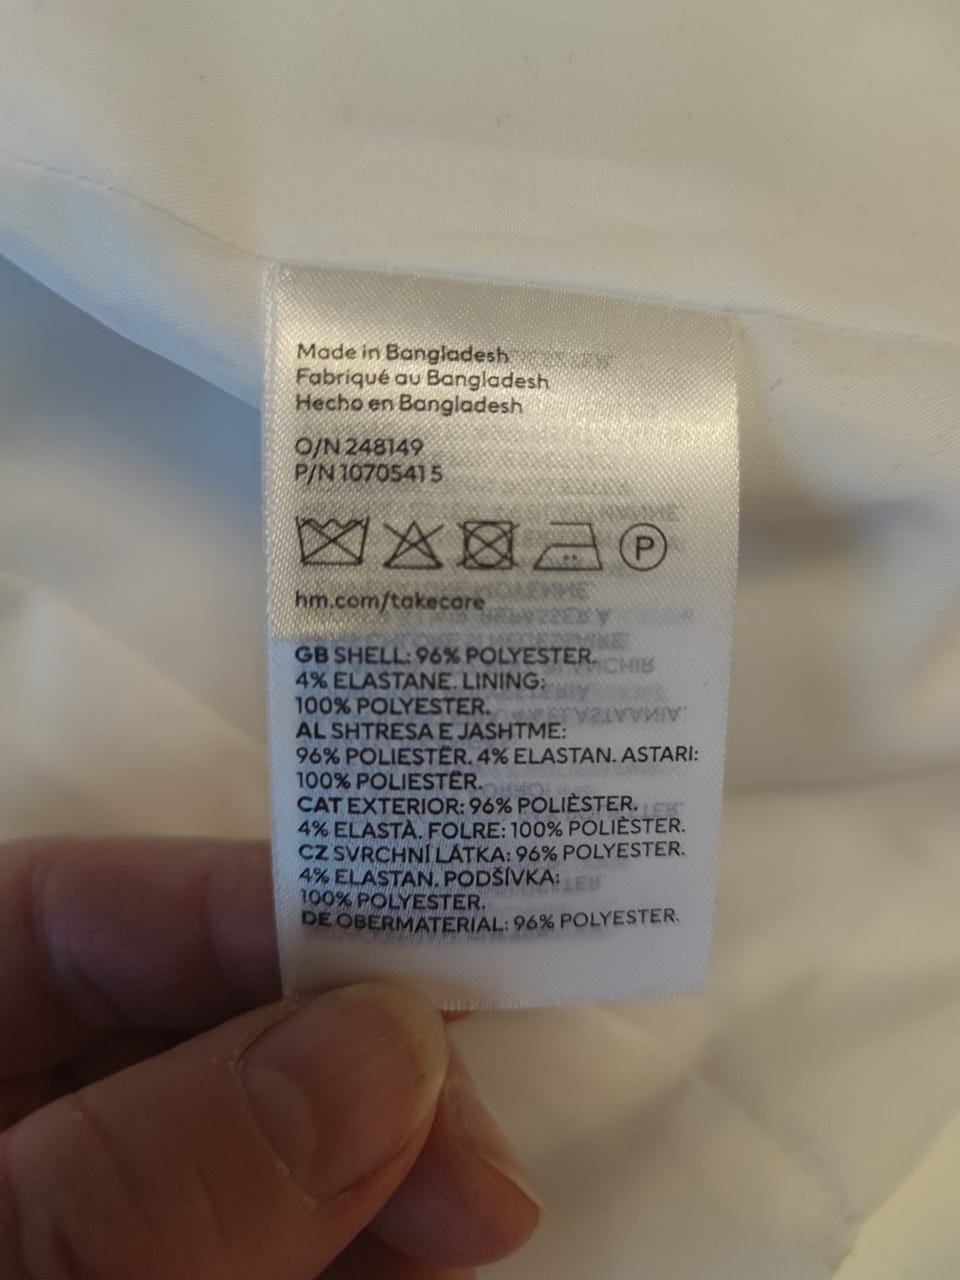 Made in Bangladesh
Fabriqué au Bangladesh
Hecho en Bangladesh
O/N 248149
P/N 10705415
P
hm.com/takecare
GB SHELL: 96% POLYESTER.
4% ELASTANE. LINING:
100% POLYESTER.
AL SHTRESA E JASHTME:
96% POLIESTËR. 4% ELASTAN. ASTARI:
100% POLIESTËR.
CAT EXTERIOR: 96% POLIÈSTER.
4% ELASTÀ. FOLRE: 100% POLIÈSTER.
CZ SVRCHNÍ LÁTKA: 96% POLYESTER.
4% ELASTAN. PODŠÍVKA:
100% POLYESTER.
DE OBERMATERIAL: 96% POLYESTER.